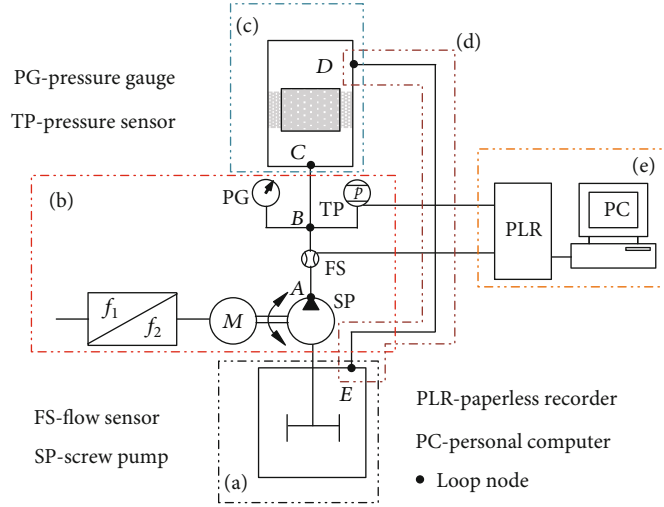 (c)
(d)
D
PG-pressure gauge
TP-pressure sensor
C
(e)
(b)
PG
TP
P
B
PLR
PC
FS
A
SP
f1
f2
M
E
FS-flow sensor
SP-screw pump
(a)
PLR-paperless recorder
PC-personal computer
Loop node